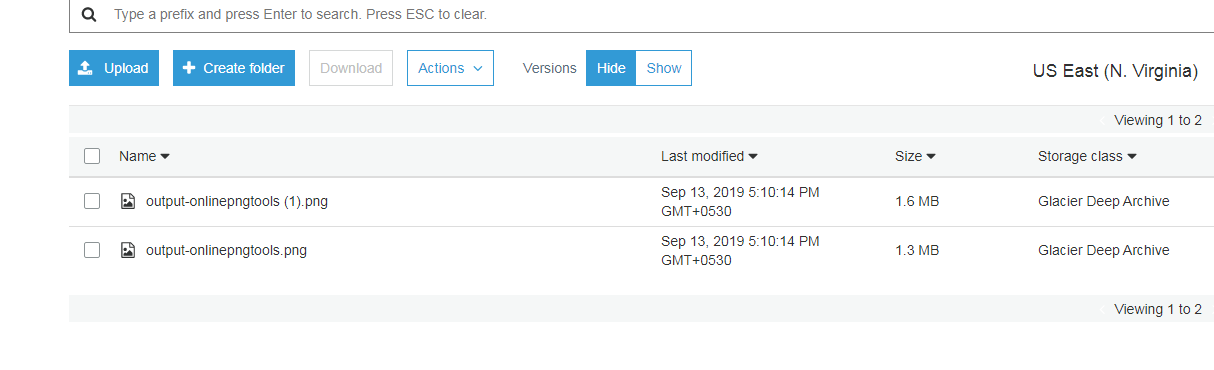 Type a prefix and press Enter to search. Press ESC to clear.
Upload Create folder Download Actions Versions Hide Show US East (N. Virginia)
Viewing 1 to 2
Name Last modified Size Storage class
output-onlinepngtools (1).png Sep 13, 2019 5:10:14 PM 1.6 MB Glacier Deep Archive
GMT+0530
output-onlinepngtools.png Sep 13, 2019 5:10:14 PM 1.3 MB Glacier Deep Archive
GMT+0530
Viewing 1 to 2